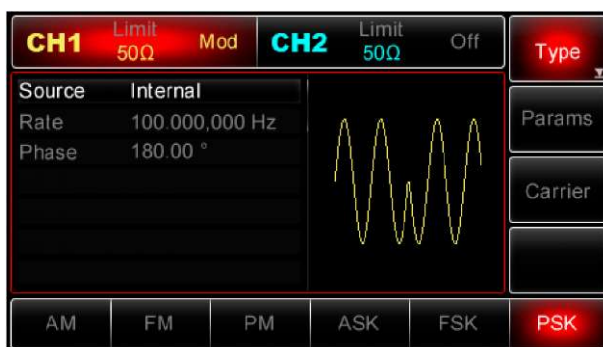 CH1 Limit 50Ω Mod CH2 Limit 50Ω Off Type
Source Internal
Rate 100.000,000 Hz
Phase 180.00 °
Params
Carrier
AM FM PM ASK FSK PSK